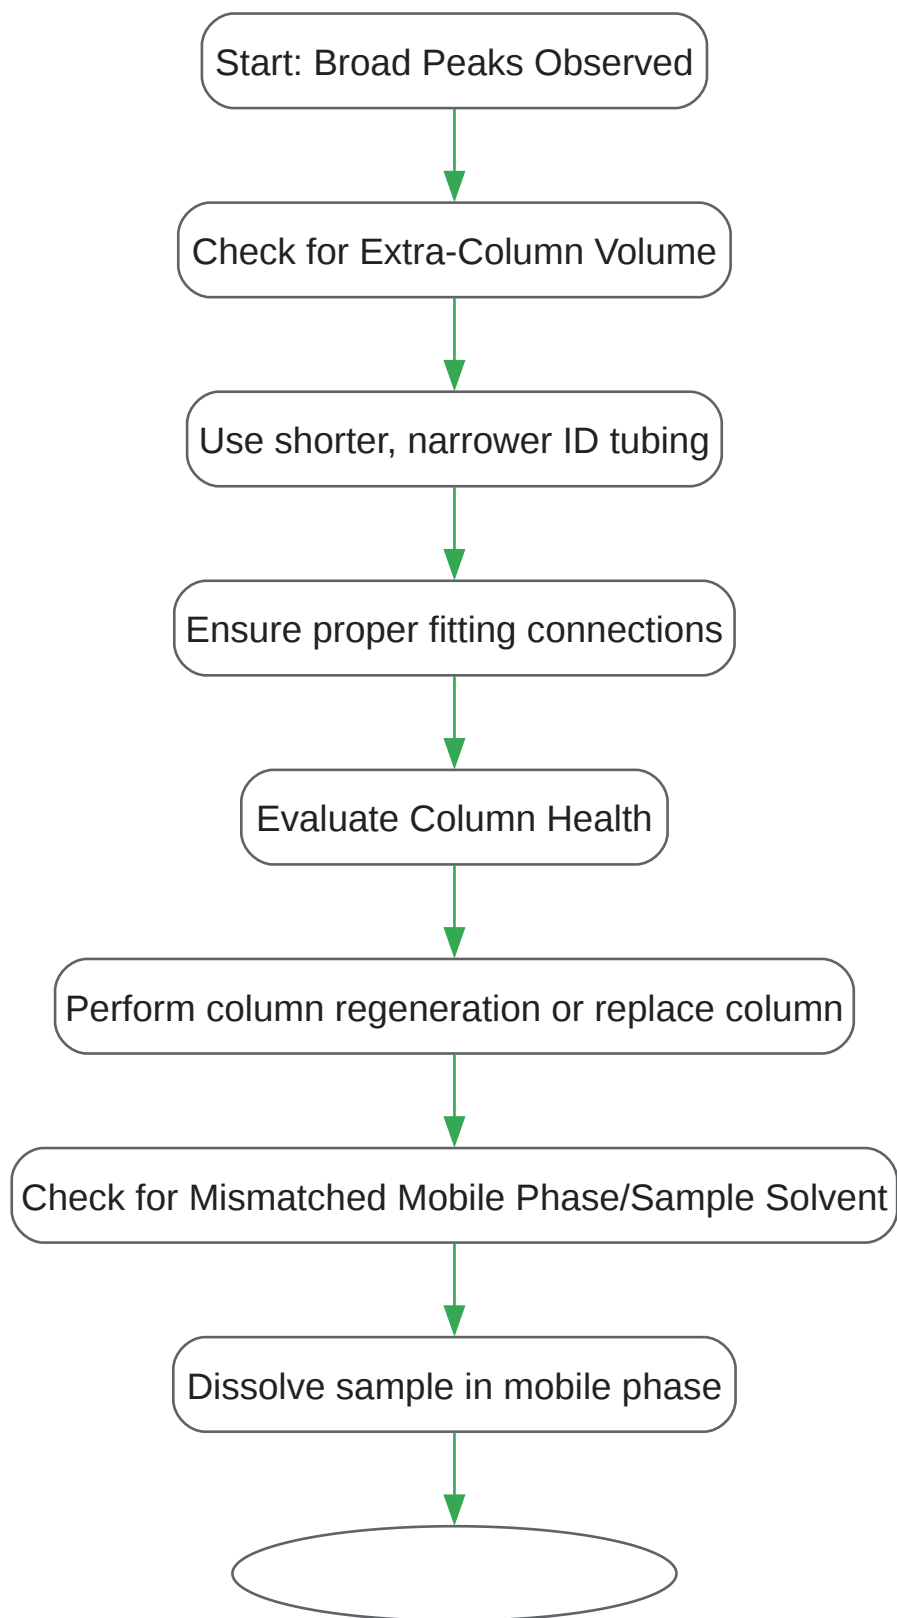 Start: Broad Peaks Observed
Check for Extra-Column Volume
Use shorter, narrower ID tubing
Ensure proper fitting connections
Evaluate Column Health
Perform column regeneration or replace column
Check for Mismatched Mobile Phase/Sample Solvent
Dissolve sample in mobile phase